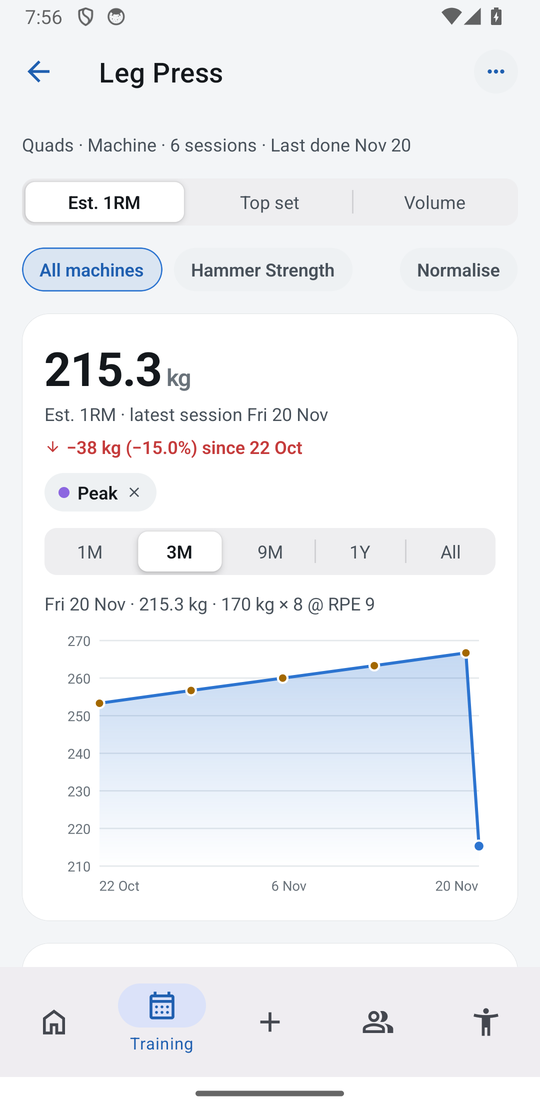 7:56
Leg Press
Quads · Machine · 6 sessions · Last done Nov 20
Est. 1RM Top set Volume
All machines Hammer Strength Normalise
215.3 kg
Est. 1RM · latest session Fri 20 Nov
↓ −38 kg (−15.0%) since 22 Oct
Peak ×
1M 3M 9M 1Y All
Fri 20 Nov · 215.3 kg · 170 kg × 8 @ RPE 9
270
260
250
240
230
220
210
22 Oct 6 Nov 20 Nov
Training